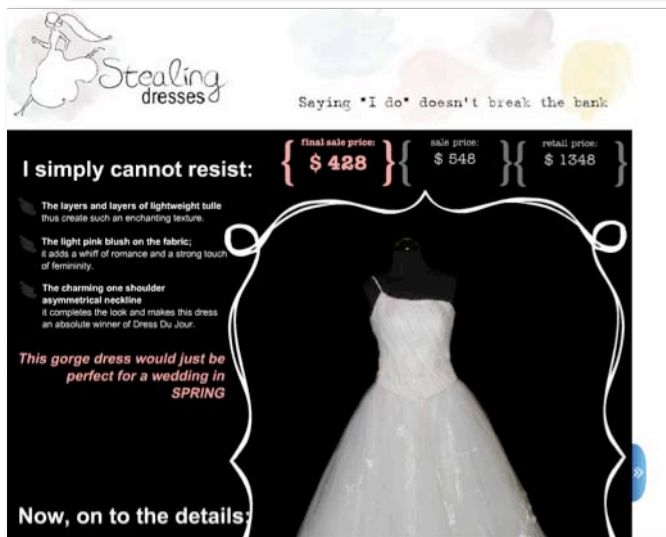 Stealing
dresses
Saying "I do" doesn't break the bank
final sale price:
$ 428
sale price:
$ 548
retail price:
$ 1348
I simply cannot resist:
The layers and layers of lightweight tulle
thus create such an enchanting texture.
The light pink blush on the fabric;
it adds a whiff of romance and a strong touch
of femininity.
The charming one shoulder
asymmetrical neckline
it completes the look and makes this dress
an absolute winner of Dress Du Jour.
This gorge dress would just be
perfect for a wedding in
SPRING
Now, on to the details: